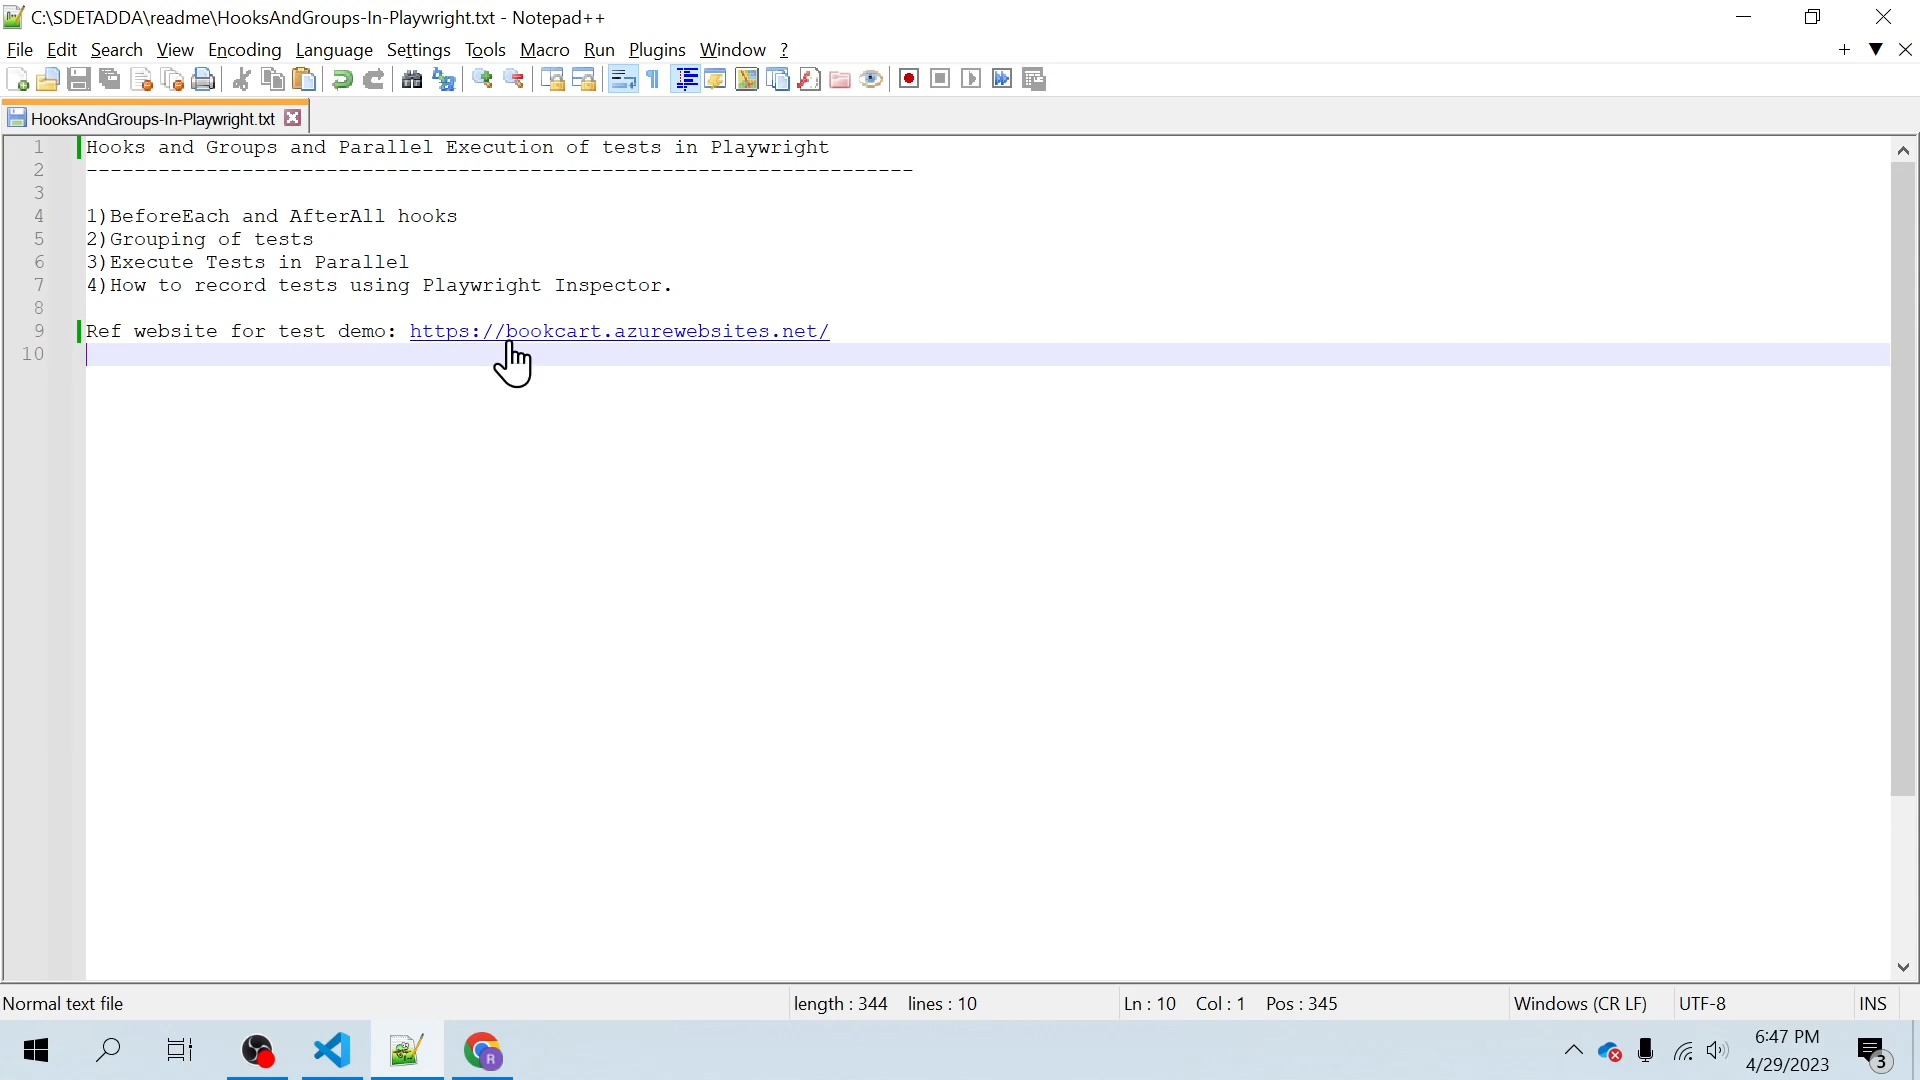 C:\SDETADDA\readme\HooksAndGroups-In-Playwright.txt - Notepad++
File Edit Search View Encoding Language Settings Tools Macro Run Plugins Window ?
HooksAndGroups-In-Playwright.txt
1 Hooks and Groups and Parallel Execution of tests in Playwright
2 ---------------------------------------------------------------------
3
4 1)BeforeEach and AfterAll hooks
5 2)Grouping of tests
6 3)Execute Tests in Parallel
7 4)How to record tests using Playwright Inspector.
8
9 Ref website for test demo: https://bookcart.azurewebsites.net/
10
Normal text file length : 344 lines : 10 Ln : 10 Col : 1 Pos : 345 Windows (CR LF) UTF-8 INS
R
6:47 PM
4/29/2023
3